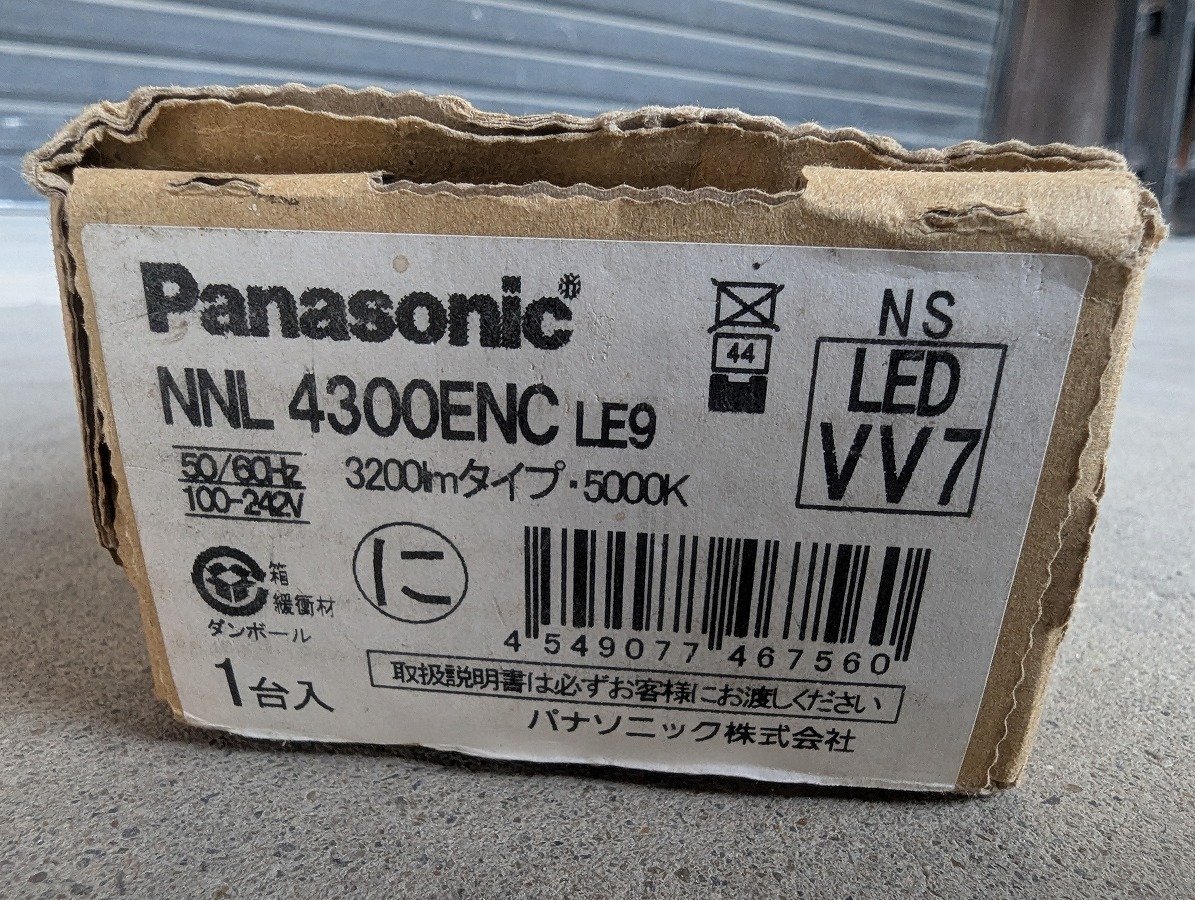 Panasonic
NNL 4300ENC LE9
50/60Hz
100-242V
3200lmタイプ・5000K
44
NS
LED
VV7
箱
緩衝材
ダンボール
に
4 549077 467560
1台入
取扱説明書は必ずお客様にお渡しください
パナソニック株式会社